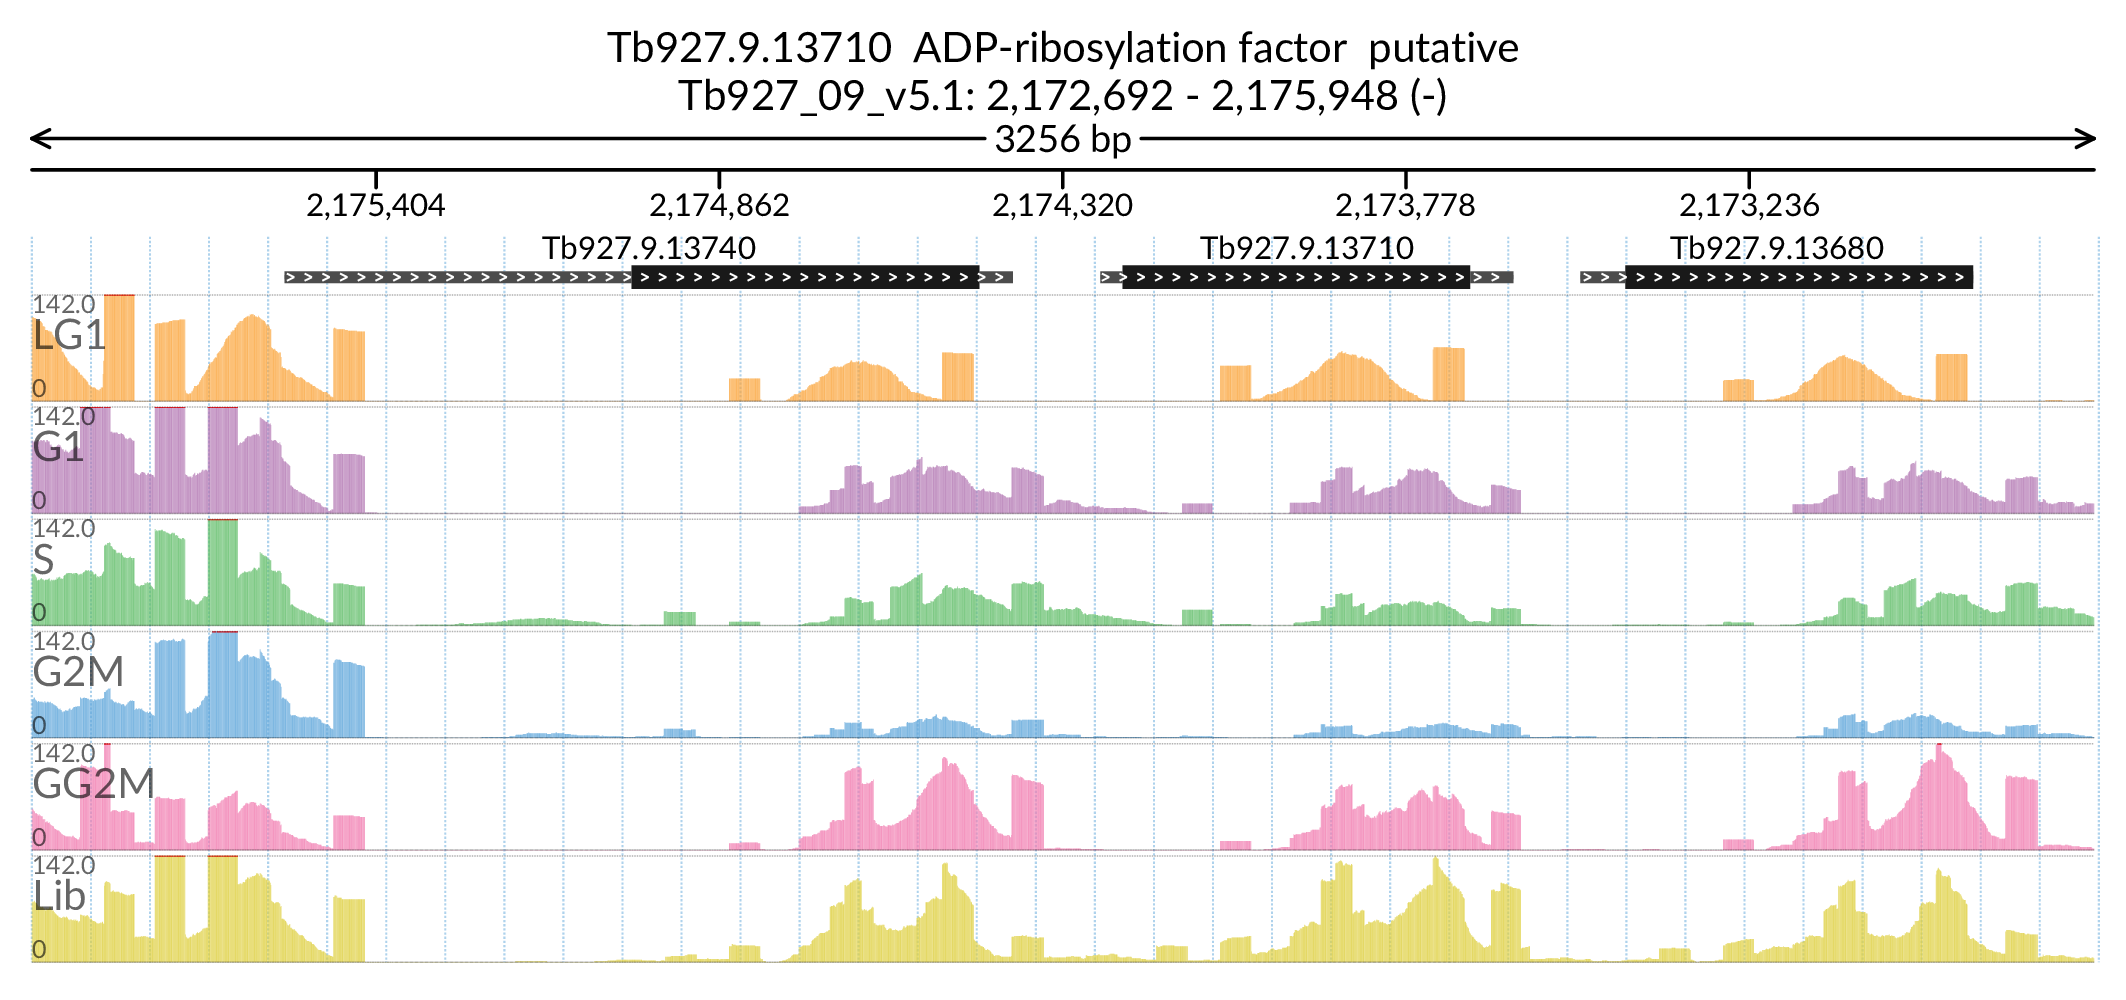 Tb927.9.13710  ADP-ribosylation factor  putative
Tb927_09_v5.1: 2,172,692 - 2,175,948 (-)
3256 bp
2,175,404 2,174,862 2,174,320 2,173,778 2,173,236
Tb927.9.13740 Tb927.9.13710 Tb927.9.13680
142.0
LG1
0
142.0
G1
0
142.0
S
0
142.0
G2M
0
142.0
GG2M
0
142.0
Lib
0